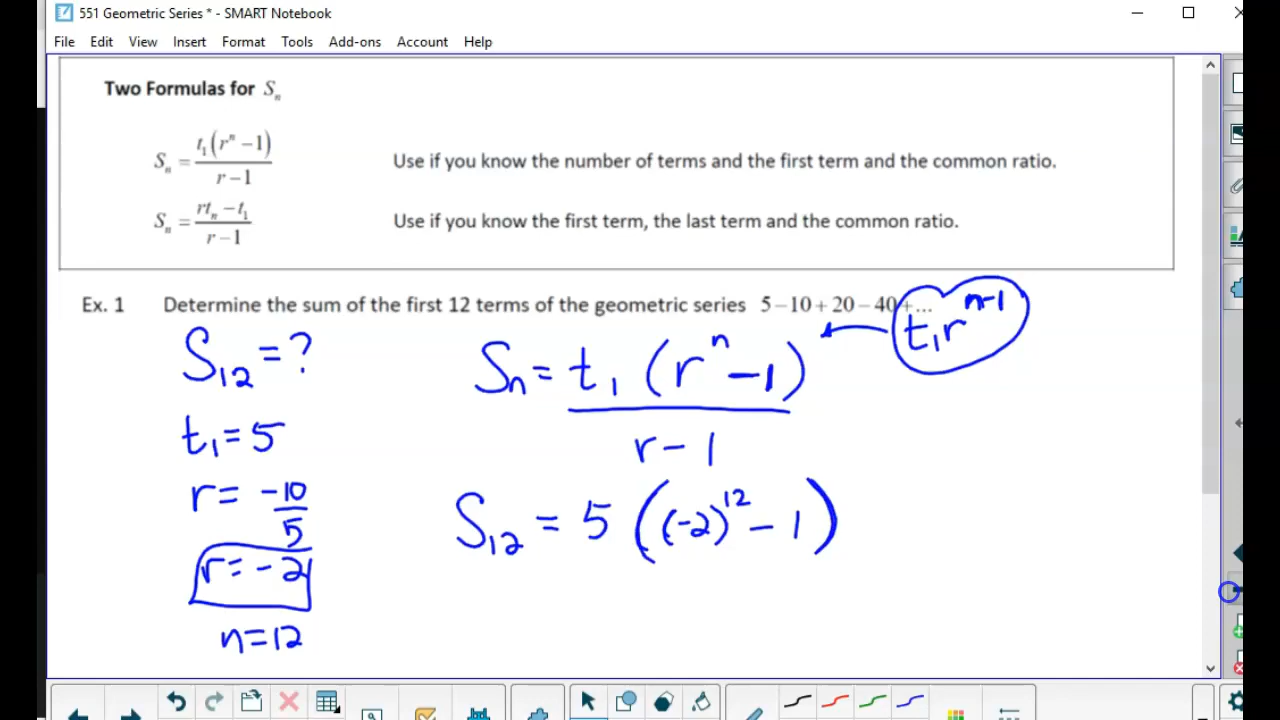 551 Geometric Series * - SMART Notebook
File Edit View Insert Format Tools Add-ons Account Help
Two Formulas for Sₙ
Sₙ = t₁(rⁿ − 1) / r − 1 Use if you know the number of terms and the first term and the common ratio.
Sₙ = rtₙ − t₁ / r − 1 Use if you know the first term, the last term and the common ratio.
Ex. 1 Determine the sum of the first 12 terms of the geometric series 5 − 10 + 20 − 40 + ...
S₁₂ = ?
t₁ = 5
r = −10 / 5
r = −2
n = 12
t₁rⁿ⁻¹
Sₙ = t₁ (rⁿ − 1) / r − 1
S₁₂ = 5 ((−2)¹² − 1)